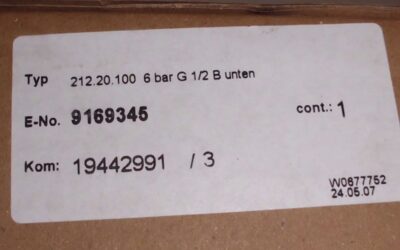 Typ 212.20.100 6 bar G 1/2 B unten
E-No. 9169345 cont.: 1
Kom: 19442991 / 3
W0677752
24.05.07